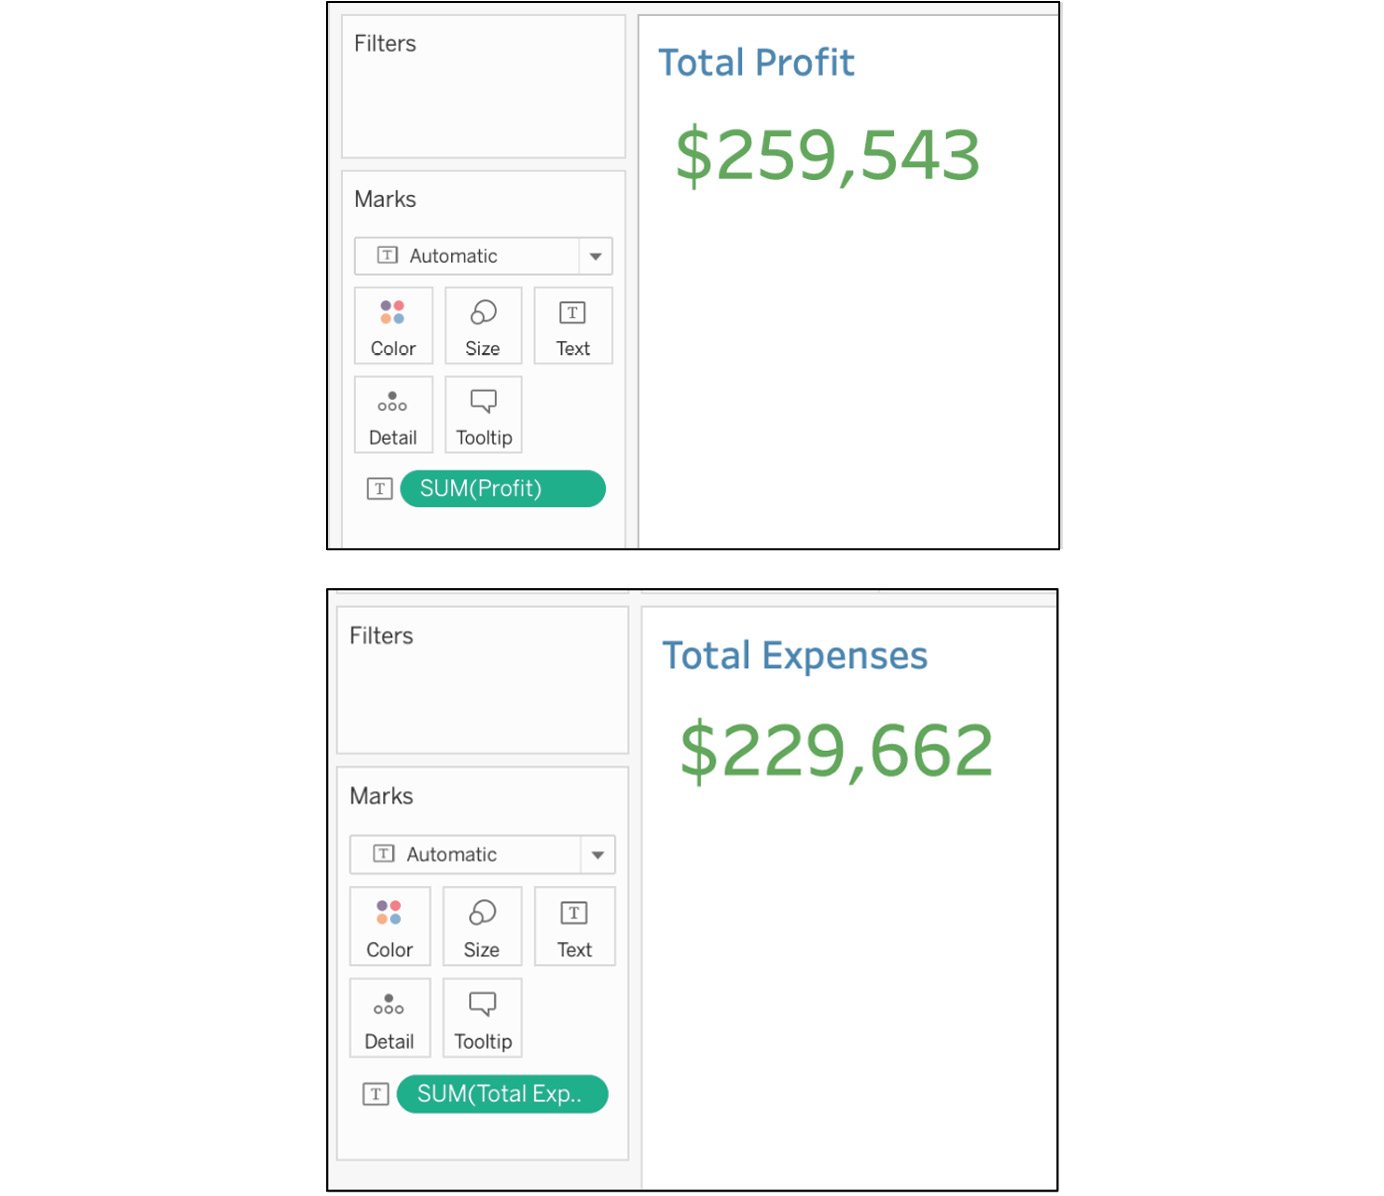 Filters
Total Profit
$259,543
Marks
T Automatic
Color Size T Text
Detail Tooltip
T SUM(Profit)
Filters
Total Expenses
$229,662
Marks
T Automatic
Color Size T Text
Detail Tooltip
T SUM(Total Exp..